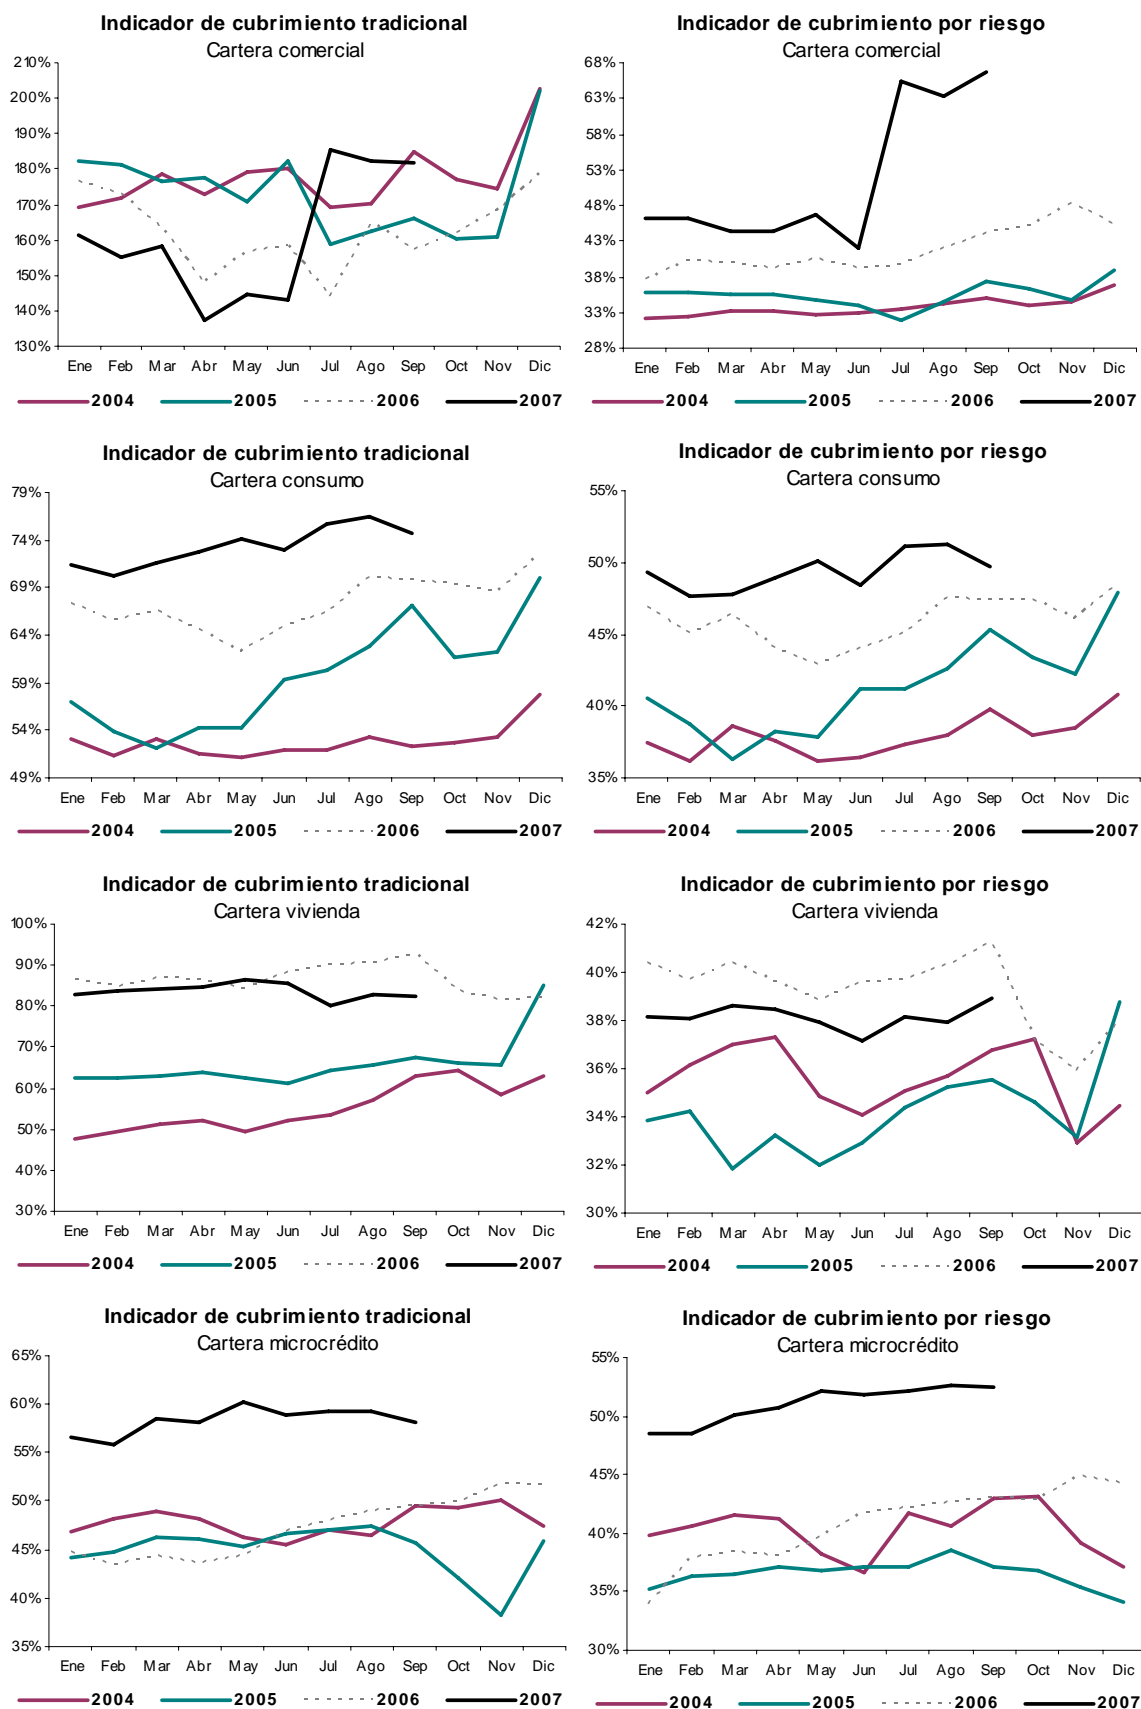 Indicador de cubrimiento tradicional
Cartera comercial
210%
200%
190%
180%
170%
160%
150%
140%
130%
Ene Feb Mar Abr May Jun Jul Ago Sep Oct Nov Dic
2004 2005 2006 2007
Indicador de cubrimiento por riesgo
Cartera comercial
68%
63%
58%
53%
48%
43%
38%
33%
28%
Ene Feb Mar Abr May Jun Jul Ago Sep Oct Nov Dic
2004 2005 2006 2007
Indicador de cubrimiento tradicional
Cartera consumo
79%
74%
69%
64%
59%
54%
49%
Ene Feb Mar Abr May Jun Jul Ago Sep Oct Nov Dic
2004 2005 2006 2007
Indicador de cubrimiento por riesgo
Cartera consumo
55%
50%
45%
40%
35%
Ene Feb Mar Abr May Jun Jul Ago Sep Oct Nov Dic
2004 2005 2006 2007
Indicador de cubrimiento tradicional
Cartera vivienda
100%
90%
80%
70%
60%
50%
40%
30%
Ene Feb Mar Abr May Jun Jul Ago Sep Oct Nov Dic
2004 2005 2006 2007
Indicador de cubrimiento por riesgo
Cartera vivienda
42%
40%
38%
36%
34%
32%
30%
Ene Feb Mar Abr May Jun Jul Ago Sep Oct Nov Dic
2004 2005 2006 2007
Indicador de cubrimiento tradicional
Cartera microcrédito
65%
60%
55%
50%
45%
40%
35%
Ene Feb Mar Abr May Jun Jul Ago Sep Oct Nov Dic
2004 2005 2006 2007
Indicador de cubrimiento por riesgo
Cartera microcrédito
55%
50%
45%
40%
35%
30%
Ene Feb Mar Abr May Jun Jul Ago Sep Oct Nov Dic
2004 2005 2006 2007